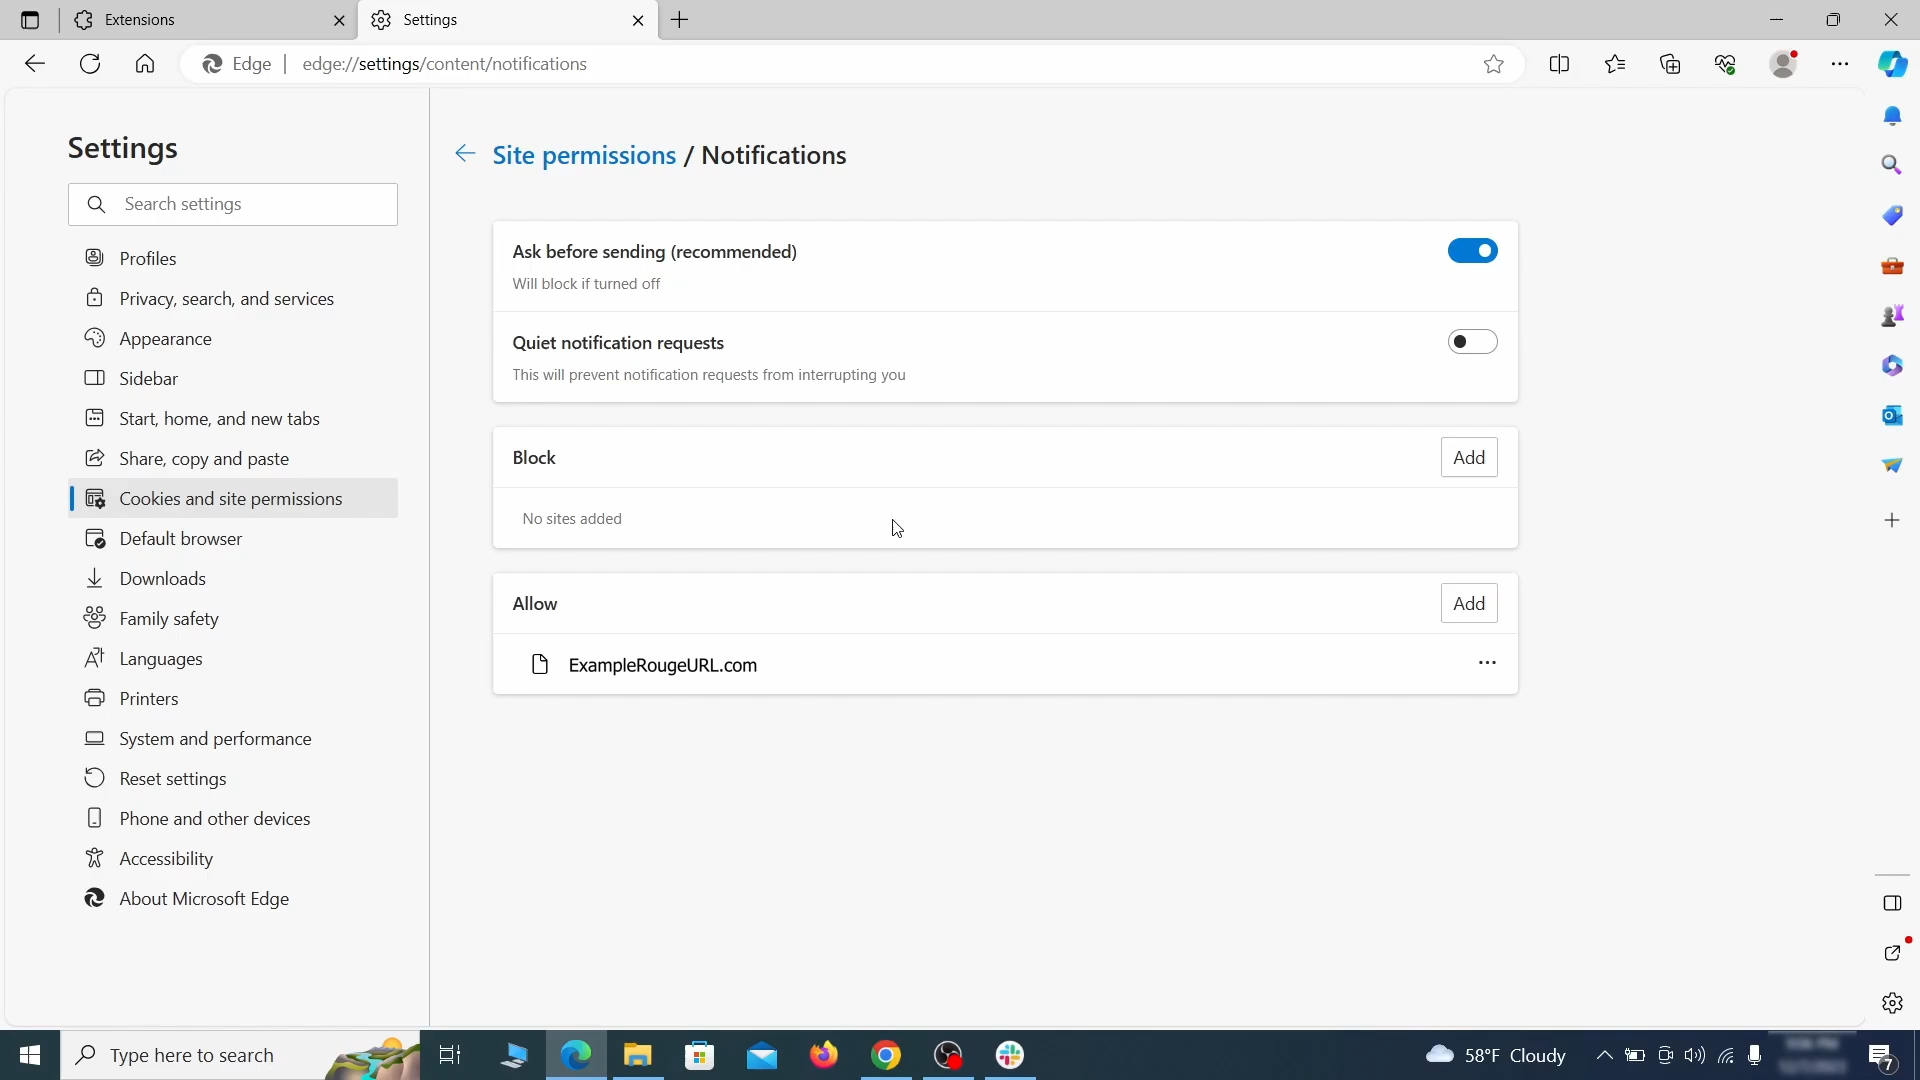 Extensions
Settings
Edge
edge://settings/content/notifications
Settings
Search settings
Profiles
Privacy, search, and services
Appearance
Sidebar
Start, home, and new tabs
Share, copy and paste
Cookies and site permissions
Default browser
Downloads
Family safety
Languages
Printers
System and performance
Reset settings
Phone and other devices
Accessibility
About Microsoft Edge
Site permissions / Notifications
Ask before sending (recommended)
Will block if turned off
Quiet notification requests
This will prevent notification requests from interrupting you
Block
Add
No sites added
Allow
Add
ExampleRougeURL.com
Type here to search
58°F Cloudy
7